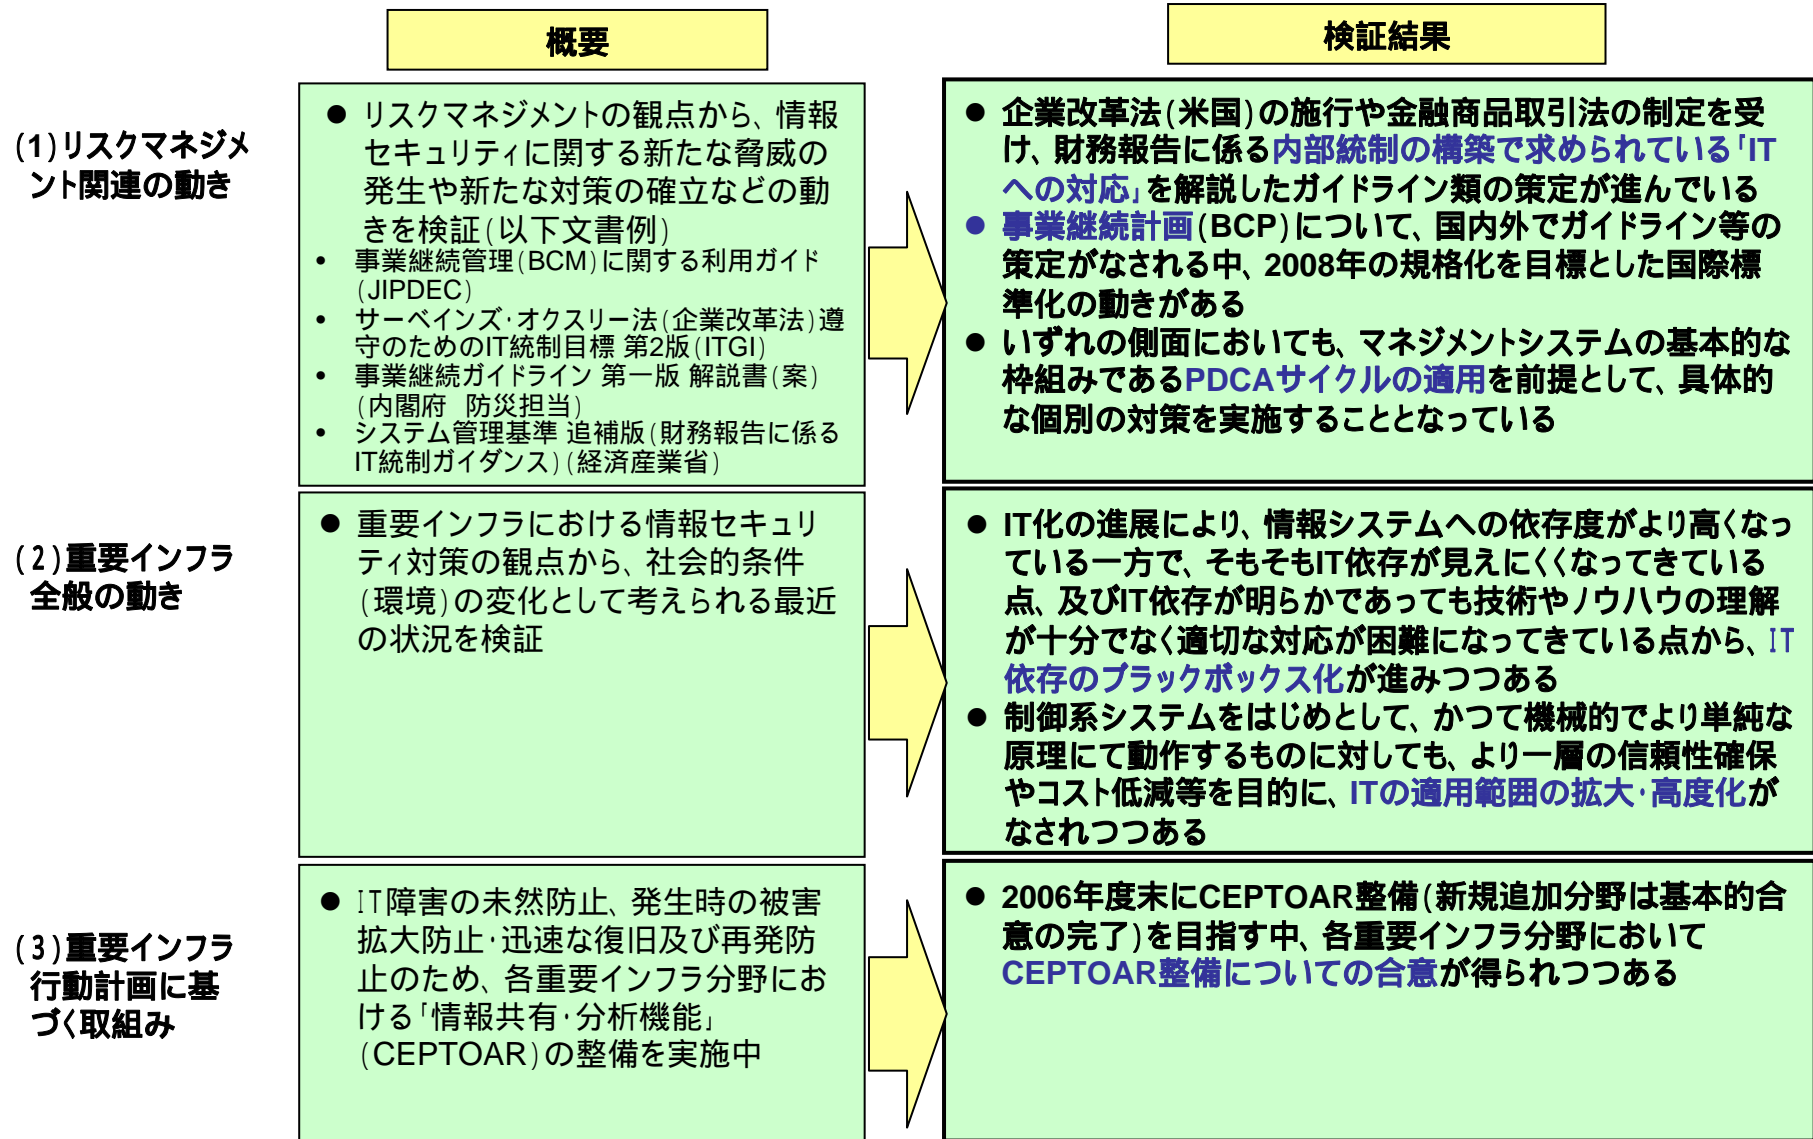 概要
検証結果
(1)リスクマネジメ
ント関連の動き
● リスクマネジメントの観点から、情報
セキュリティに関する新たな脅威の
発生や新たな対策の確立などの動
きを検証(以下文書例)
• 事業継続管理(BCM)に関する利用ガイド
(JIPDEC)
• サーベインズ・オクスリー法(企業改革法)遵
守のためのIT統制目標 第2版(ITGI)
• 事業継続ガイドライン 第一版 解説書(案)
(内閣府 防災担当)
• システム管理基準 追補版(財務報告に係る
IT統制ガイダンス)(経済産業省)
● 企業改革法(米国)の施行や金融商品取引法の制定を受
け、財務報告に係る内部統制の構築で求められている「IT
への対応」を解説したガイドライン類の策定が進んでいる
● 事業継続計画(BCP)について、国内外でガイドライン等の
策定がなされる中、2008年の規格化を目標とした国際標
準化の動きがある
● いずれの側面においても、マネジメントシステムの基本的な
枠組みであるPDCAサイクルの適用を前提として、具体的
な個別の対策を実施することとなっている
(2)重要インフラ
全般の動き
● 重要インフラにおける情報セキュリ
ティ対策の観点から、社会的条件
(環境)の変化として考えられる最近
の状況を検証
● IT化の進展により、情報システムへの依存度がより高くなっ
ている一方で、そもそもIT依存が見えにくくなってきている
点、及びIT依存が明らかであっても技術やノウハウの理解
が十分でなく適切な対応が困難になってきている点から、IT
依存のブラックボックス化が進みつつある
● 制御系システムをはじめとして、かつて機械的でより単純な
原理にて動作するものに対しても、より一層の信頼性確保
やコスト低減等を目的に、ITの適用範囲の拡大・高度化が
なされつつある
(3)重要インフラ
行動計画に基
づく取組み
● IT障害の未然防止、発生時の被害
拡大防止・迅速な復旧及び再発防
止のため、各重要インフラ分野にお
ける「情報共有・分析機能」
(CEPTOAR)の整備を実施中
● 2006年度末にCEPTOAR整備(新規追加分野は基本的合
意の完了)を目指す中、各重要インフラ分野において
CEPTOAR整備についての合意が得られつつある